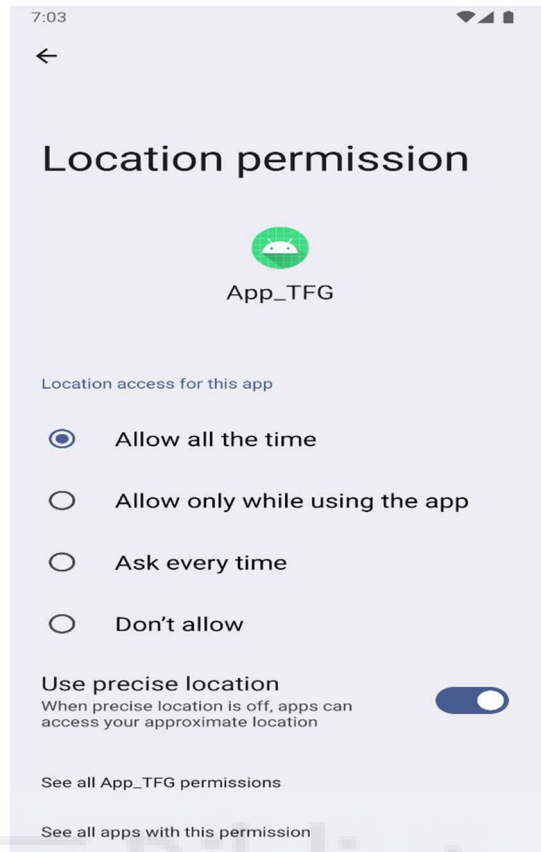 7:03
Location permission
App_TFG
Location access for this app
Allow all the time
Allow only while using the app
Ask every time
Don't allow
Use precise location
When precise location is off, apps can
access your approximate location
See all App_TFG permissions
See all apps with this permission